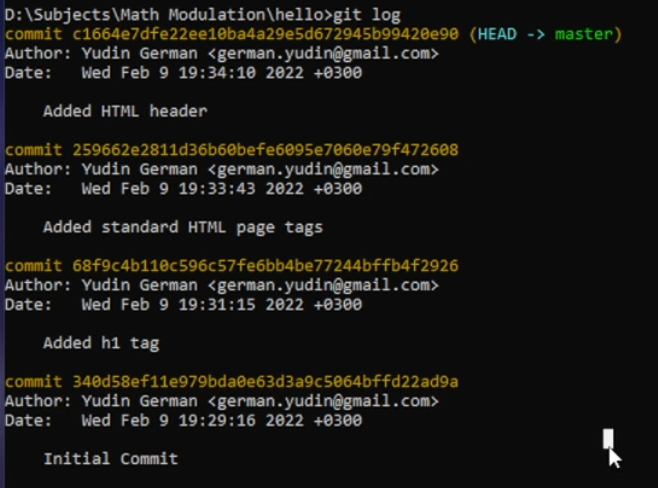 D:\Subjects\Math Modulation\hello>git log
commit c1664e7dfe22ee10ba4a29e5d672945b99420e90 (HEAD -> master)
Author: Yudin German <german.yudin@gmail.com>
Date:   Wed Feb 9 19:34:10 2022 +0300
    Added HTML header
commit 259662e2811d36b60befe6095e7060e79f472608
Author: Yudin German <german.yudin@gmail.com>
Date:   Wed Feb 9 19:33:43 2022 +0300
    Added standard HTML page tags
commit 68f9c4b110c596c57fe6bb4be77244bffb4f2926
Author: Yudin German <german.yudin@gmail.com>
Date:   Wed Feb 9 19:31:15 2022 +0300
    Added h1 tag
commit 340d58ef11e979bda0e63d3a9c5064bffd22ad9a
Author: Yudin German <german.yudin@gmail.com>
Date:   Wed Feb 9 19:29:16 2022 +0300
    Initial Commit